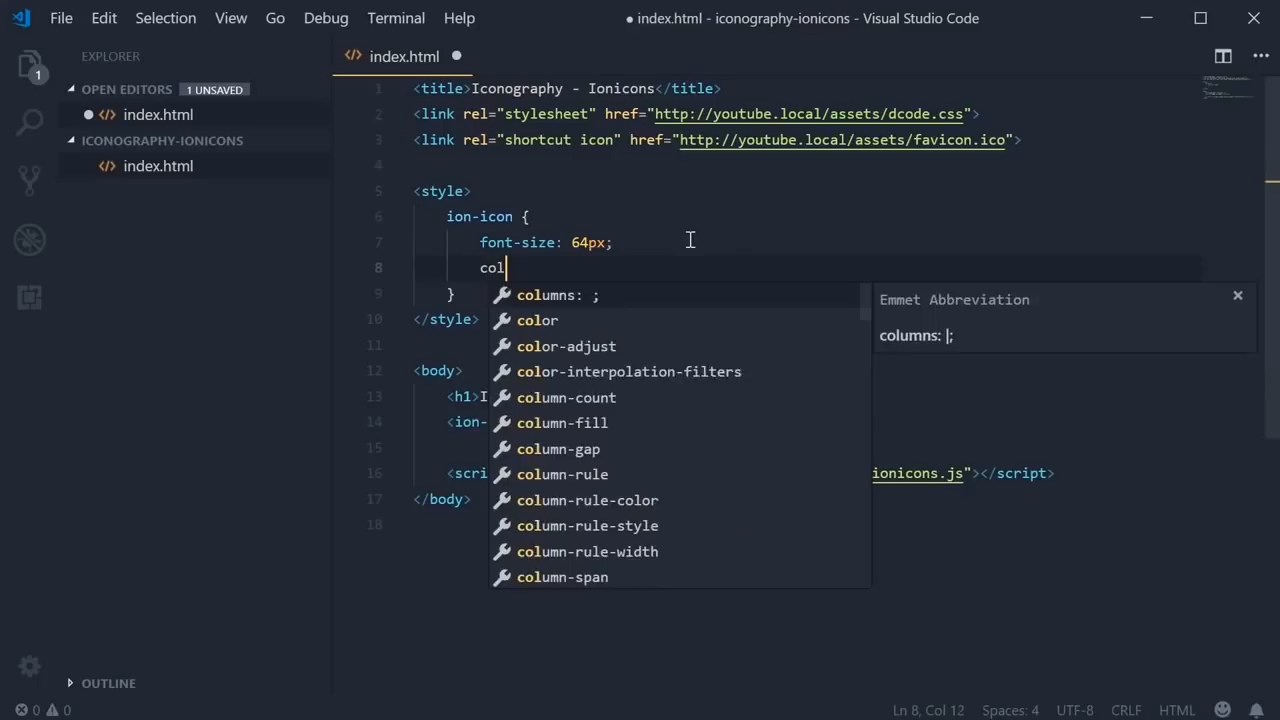 File Edit Selection View Go Debug Terminal Help
● index.html - iconography-ionicons - Visual Studio Code
EXPLORER
1
OPEN EDITORS 1 UNSAVED
index.html
ICONOGRAPHY-IONICONS
index.html
OUTLINE
index.html
1 <title>Iconography - Ionicons</title>
2 <link rel="stylesheet" href="http://youtube.local/assets/dcode.css">
3 <link rel="shortcut icon" href="http://youtube.local/assets/favicon.ico">
4
5 <style>
6 ion-icon {
7 font-size: 64px;
8 col
9 }
10 </style>
11
12 <body>
13 <h1>I
14 <ion-
15
16 <scri ionicons.js"></script>
17 </body>
18
columns: ;
color
color-adjust
color-interpolation-filters
column-count
column-fill
column-gap
column-rule
column-rule-color
column-rule-style
column-rule-width
column-span
Emmet Abbreviation
columns: |;
0 0
Ln 8, Col 12 Spaces: 4 UTF-8 CRLF HTML